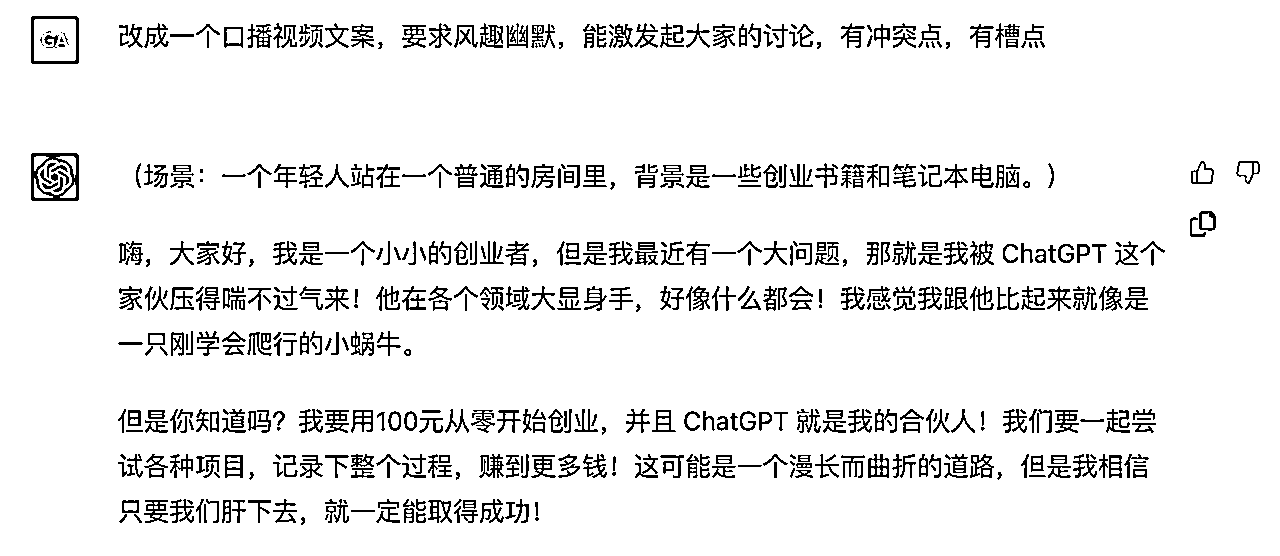 GA
改成一个口播视频文案，要求风趣幽默，能激发起大家的讨论，有冲突点，有槽点
（场景：一个年轻人站在一个普通的房间里，背景是一些创业书籍和笔记本电脑。）
嗨，大家好，我是一个小小的创业者，但是我最近有一个大问题，那就是我被 ChatGPT 这个
家伙压得喘不过气来！他在各个领域大显身手，好像什么都会！我感觉我跟他比起来就像是
一只刚学会爬行的小蜗牛。
但是你知道吗？我要用100元从零开始创业，并且 ChatGPT 就是我的合伙人！我们要一起尝
试各种项目，记录下整个过程，赚到更多钱！这可能是一个漫长而曲折的道路，但是我相信
只要我们肝下去，就一定能取得成功！